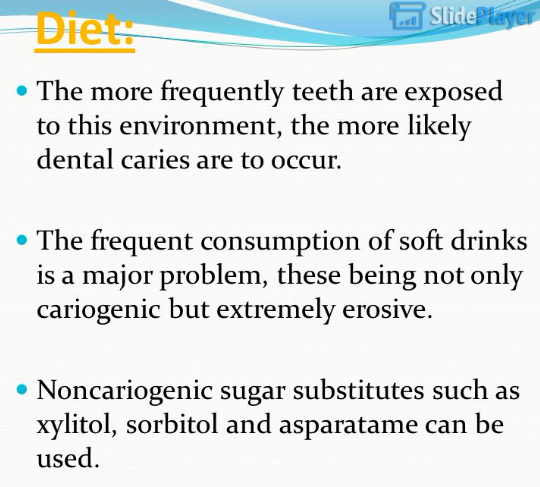 SlidePlayer
Diet:
• The more frequently teeth are exposed
to this environment, the more likely
dental caries are to occur.
• The frequent consumption of soft drinks
is a major problem, these being not only
cariogenic but extremely erosive.
• Noncariogenic sugar substitutes such as
xylitol, sorbitol and asparatame can be
used.